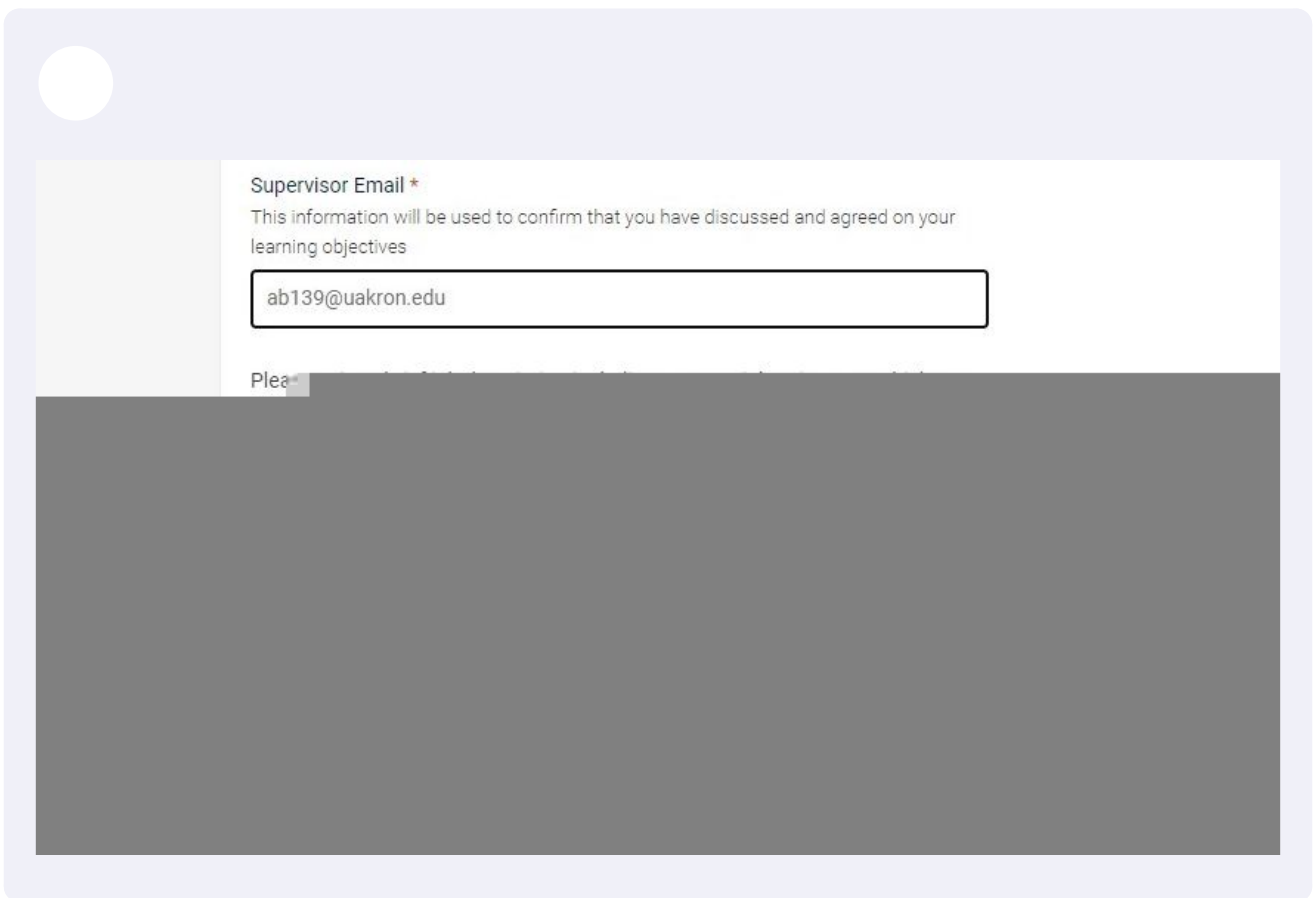 Supervisor Email *
This information will be used to confirm that you have discussed and agreed on your
learning objectives
ab139@uakron.edu